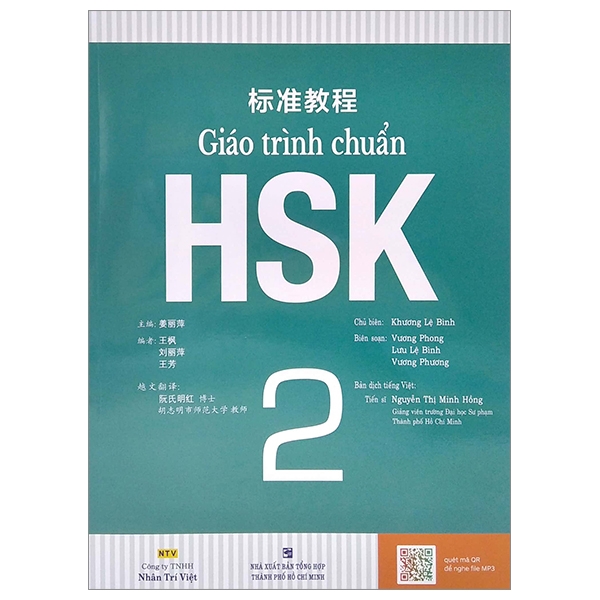 标准教程
Giáo trình chuẩn
HSK
主编: 姜丽萍
编者: 王枫
刘丽萍
王芳
越文翻译:
阮氏明红 博士
胡志明市师范大学 教师
Chủ biên: Khương Lệ Bình
Biên soạn: Vương Phong
Lưu Lệ Bình
Vương Phương
Bản dịch tiếng Việt:
Tiến sĩ Nguyễn Thị Minh Hồng
Giảng viên trường Đại học Sư phạm
Thành phố Hồ Chí Minh
2
NTV
Công ty TNHH
Nhân Trí Việt
NHÀ XUẤT BẢN TỔNG HỢP
THÀNH PHỐ HỒ CHÍ MINH
quét mã QR
để nghe file MP3